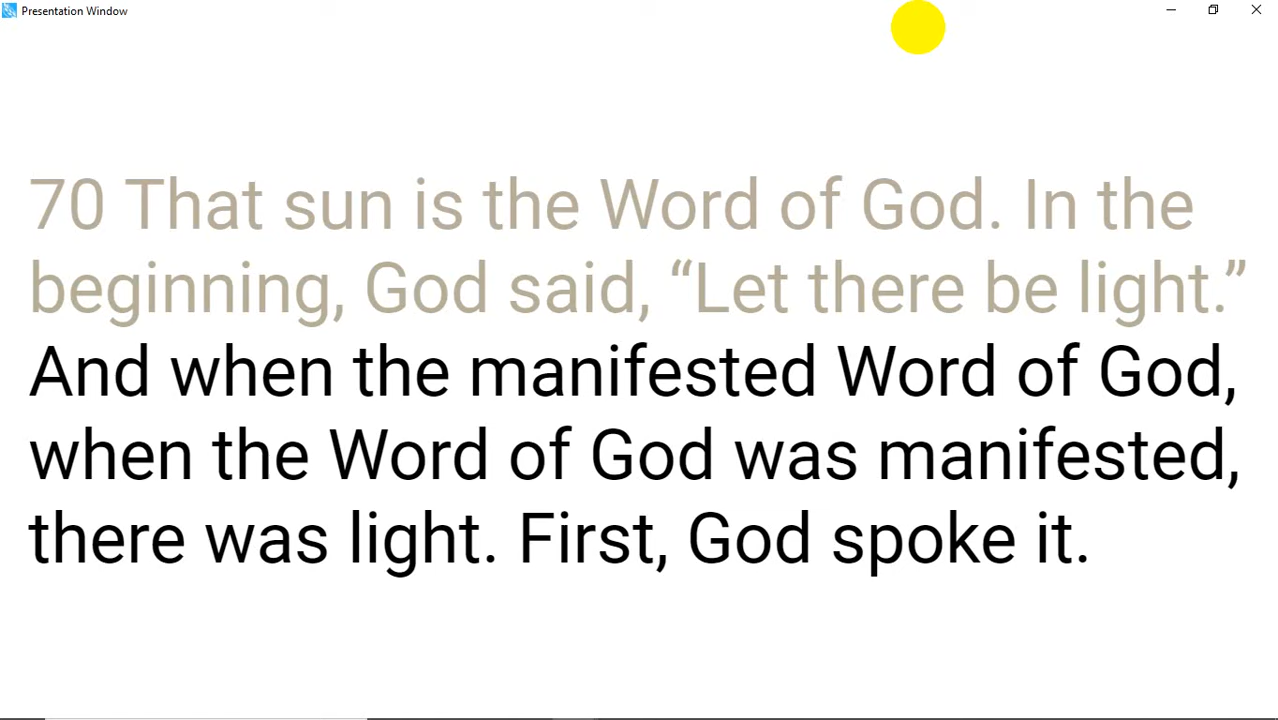 Presentation Window
70 That sun is the Word of God. In the
beginning, God said, “Let there be light.”
And when the manifested Word of God,
when the Word of God was manifested,
there was light. First, God spoke it.